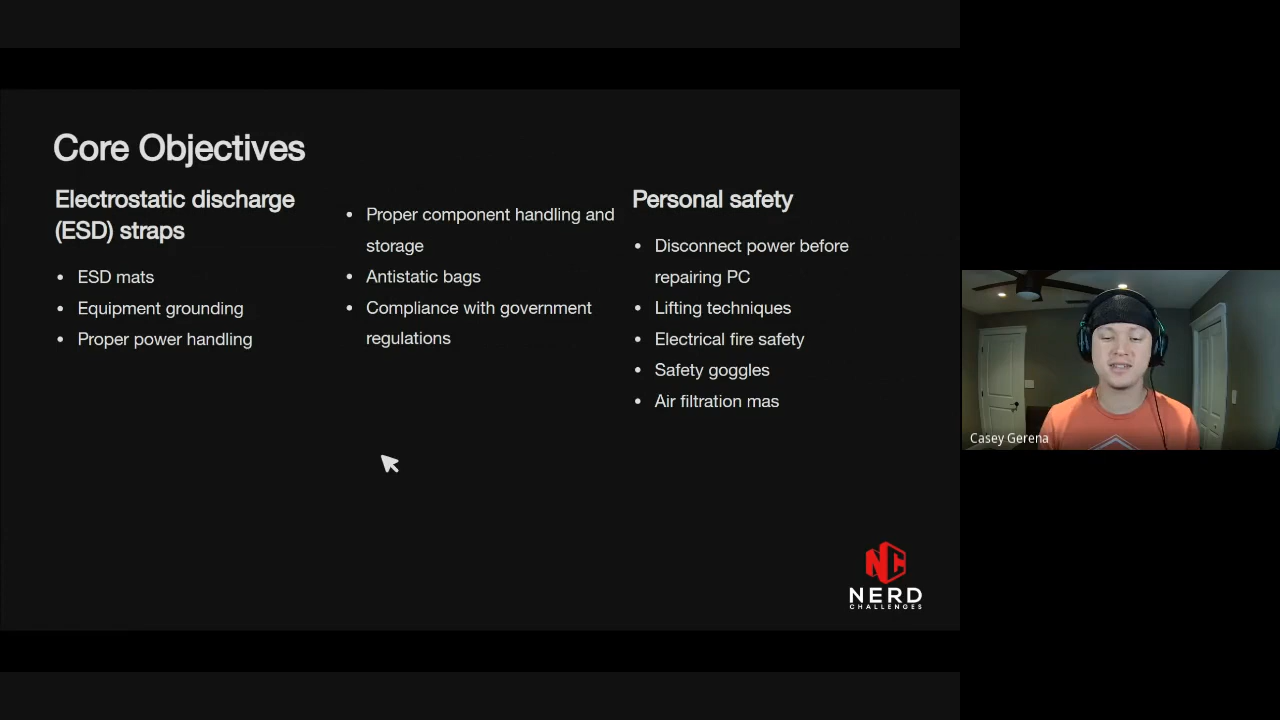 Core Objectives
Electrostatic discharge
(ESD) straps
• ESD mats
• Equipment grounding
• Proper power handling
• Proper component handling and
storage
• Antistatic bags
• Compliance with government
regulations
Personal safety
• Disconnect power before
repairing PC
• Lifting techniques
• Electrical fire safety
• Safety goggles
• Air filtration mas
NC
NERD
CHALLENGES
Casey Gerena